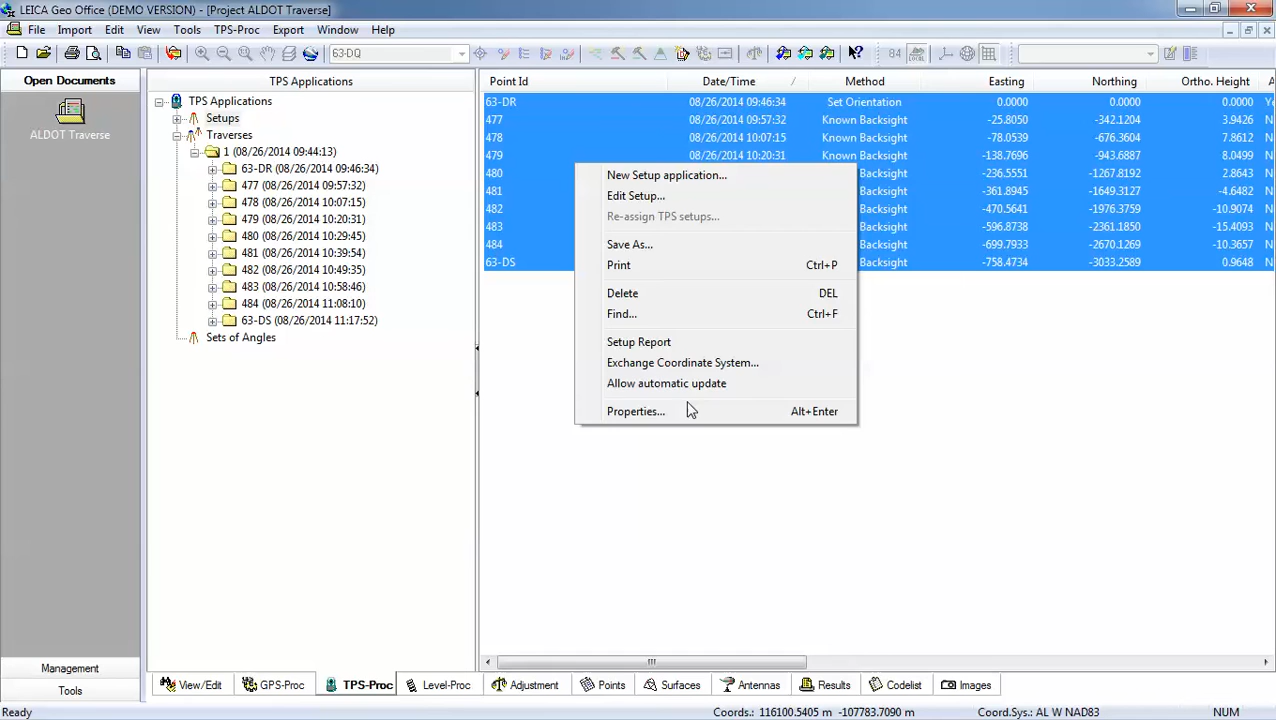 LEICA Geo Office (DEMO VERSION) - [Project ALDOT Traverse]
File Import Edit View Tools TPS-Proc Export Window Help
63-DQ 84 LOCAL
Open Documents
ALDOT Traverse
Management
Tools
TPS Applications
TPS Applications
Setups
Traverses
1 (08/26/2014 09:44:13)
63-DR (08/26/2014 09:46:34)
477 (08/26/2014 09:57:32)
478 (08/26/2014 10:07:15)
479 (08/26/2014 10:20:31)
480 (08/26/2014 10:29:45)
481 (08/26/2014 10:39:54)
482 (08/26/2014 10:49:35)
483 (08/26/2014 10:58:46)
484 (08/26/2014 11:08:10)
63-DS (08/26/2014 11:17:52)
Sets of Angles
Point Id Date/Time / Method Easting Northing Ortho. Height A
63-DR 08/26/2014 09:46:34 Set Orientation 0.0000 0.0000 0.0000 Ye
477 08/26/2014 09:57:32 Known Backsight -25.8050 -342.1204 3.9426 N
478 08/26/2014 10:07:15 Known Backsight -78.0539 -676.3604 7.8612 N
479 08/26/2014 10:20:31 Known Backsight -138.7696 -943.6887 8.0499 N
480 Backsight -236.5551 -1267.8192 2.8643 N
481 Backsight -361.8945 -1649.3127 -4.6482 N
482 Backsight -470.5641 -1976.3759 -10.9074 N
483 Backsight -596.8738 -2361.1850 -15.4093 N
484 Backsight -699.7933 -2670.1269 -10.3657 N
63-DS Backsight -758.4734 -3033.2589 0.9648 N
New Setup application...
Edit Setup...
Re-assign TPS setups...
Save As...
Print Ctrl+P
Delete DEL
Find... Ctrl+F
Setup Report
Exchange Coordinate System...
Allow automatic update
Properties... Alt+Enter
View/Edit GPS-Proc TPS-Proc Level-Proc Adjustment Points Surfaces Antennas Results Codelist Images
Ready Coords.: 116100.5405 m -107783.7090 m Coord.Sys.: AL W NAD83 NUM